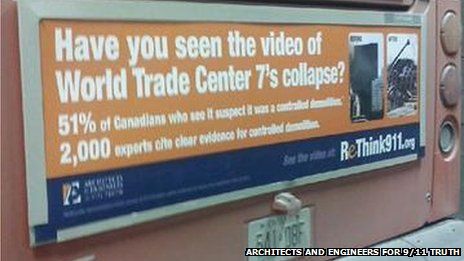 Have you seen the video of
World Trade Center 7's collapse?
51% of Canadians who see it suspect it was a controlled demolition.
2,000 experts cite clear evidence for controlled demolition.
See the video at: ReThink911.org
ARCHITECTS
ENGINEERS
ARCHITECTS AND ENGINEERS FOR 9/11 TRUTH